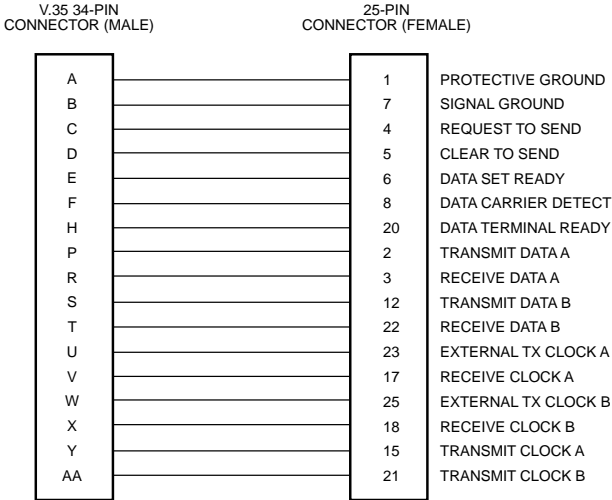 V.35 34-PIN
CONNECTOR (MALE)
25-PIN
CONNECTOR (FEMALE)
A 1 PROTECTIVE GROUND
B 7 SIGNAL GROUND
C 4 REQUEST TO SEND
D 5 CLEAR TO SEND
E 6 DATA SET READY
F 8 DATA CARRIER DETECT
H 20 DATA TERMINAL READY
P 2 TRANSMIT DATA A
R 3 RECEIVE DATA A
S 12 TRANSMIT DATA B
T 22 RECEIVE DATA B
U 23 EXTERNAL TX CLOCK A
V 17 RECEIVE CLOCK A
W 25 EXTERNAL TX CLOCK B
X 18 RECEIVE CLOCK B
Y 15 TRANSMIT CLOCK A
AA 21 TRANSMIT CLOCK B